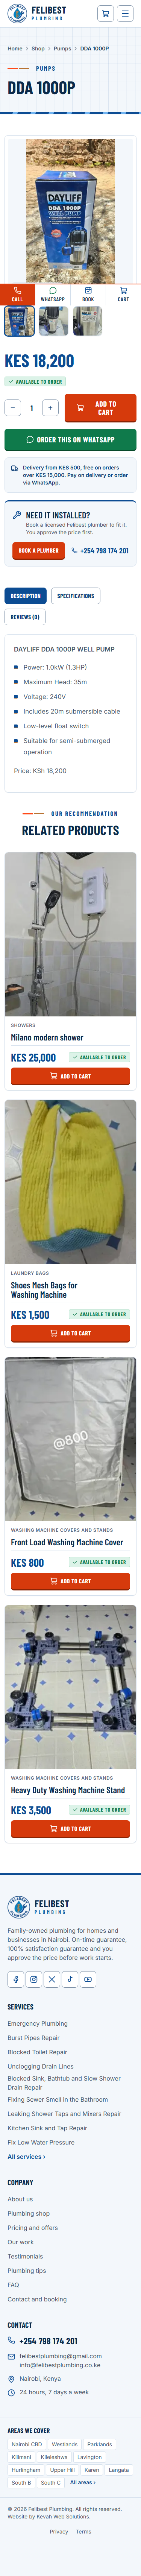 FELIBEST
PLUMBING
Home > Shop > Pumps > DDA 1000P
PUMPS
DDA 1000P
DAYLIFF
DDA 1000P
WELL PUMP
CALL
WHATSAPP
BOOK
CART
KES 18,200
AVAILABLE TO ORDER
− 1 +
ADD TO
CART
ORDER THIS ON WHATSAPP
Delivery from KES 500, free on orders
over KES 15,000. Pay on delivery or order
via WhatsApp.
NEED IT INSTALLED?
Book a licensed Felibest plumber to fit it.
You approve the price first.
BOOK A PLUMBER
+254 798 174 201
DESCRIPTION
SPECIFICATIONS
REVIEWS (0)
DAYLIFF DDA 1000P WELL PUMP
Power: 1.0kW (1.3HP)
Maximum Head: 35m
Voltage: 240V
Includes 20m submersible cable
Low-level float switch
Suitable for semi-submerged
operation
Price: KSh 18,200
OUR RECOMMENDATION
RELATED PRODUCTS
SHOWERS
Milano modern shower
KES 25,000
AVAILABLE TO ORDER
ADD TO CART
LAUNDRY BAGS
Shoes Mesh Bags for
Washing Machine
KES 1,500
AVAILABLE TO ORDER
ADD TO CART
@800
WASHING MACHINE COVERS AND STANDS
Front Load Washing Machine Cover
KES 800
AVAILABLE TO ORDER
ADD TO CART
WASHING MACHINE COVERS AND STANDS
Heavy Duty Washing Machine Stand
KES 3,500
AVAILABLE TO ORDER
ADD TO CART
FELIBEST
PLUMBING
Familiy-owned plumbing for homes and
businesses in Nairobi. On-time guarantee,
100% satisfaction guarantee and you
approve the price before work starts.
SERVICES
Emergency Plumbing
Burst Pipes Repair
Blocked Toilet Repair
Unclogging Drain Lines
Blocked Sink, Bathtub and Slow Shower
Drain Repair
Fixing Sewer Smell in the Bathroom
Leaking Shower Taps and Mixers Repair
Kitchen Sink and Tap Repair
Fix Low Water Pressure
All services ›
COMPANY
About us
Plumbing shop
Pricing and offers
Our work
Testimonials
Plumbing tips
FAQ
Contact and booking
CONTACT
+254 798 174 201
felibestplumbing@gmail.com
info@felibestplumbing.co.ke
Nairobi, Kenya
24 hours, 7 days a week
AREAS WE COVER
Nairobi CBD
Westlands
Parklands
Kilimani
Kileleshwa
Lavington
Hurlingham
Upper Hill
Karen
Langata
South B
South C
All areas ›
© 2026 Felibest Plumbing. All rights reserved.
Website by Kevah Web Solutions.
Privacy
Terms